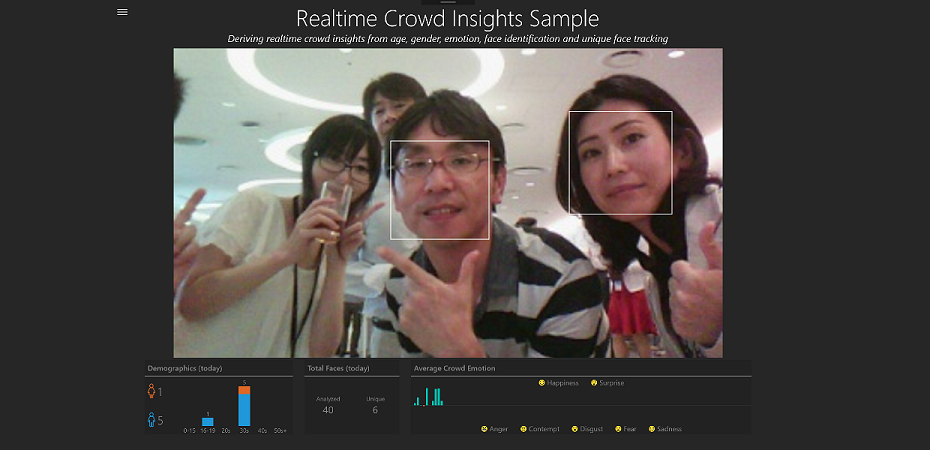 Realtime Crowd Insights Sample
Deriving realtime crowd insights from age, gender, emotion, face identification and unique face tracking
Demographics (today)
1
5
1
5
0-15 16-19 20s 30s 40s 50s+
Total Faces (today)
Analyzed Unique
40 6
Average Crowd Emotion
Happiness Surprise
Anger Contempt Disgust Fear Sadness